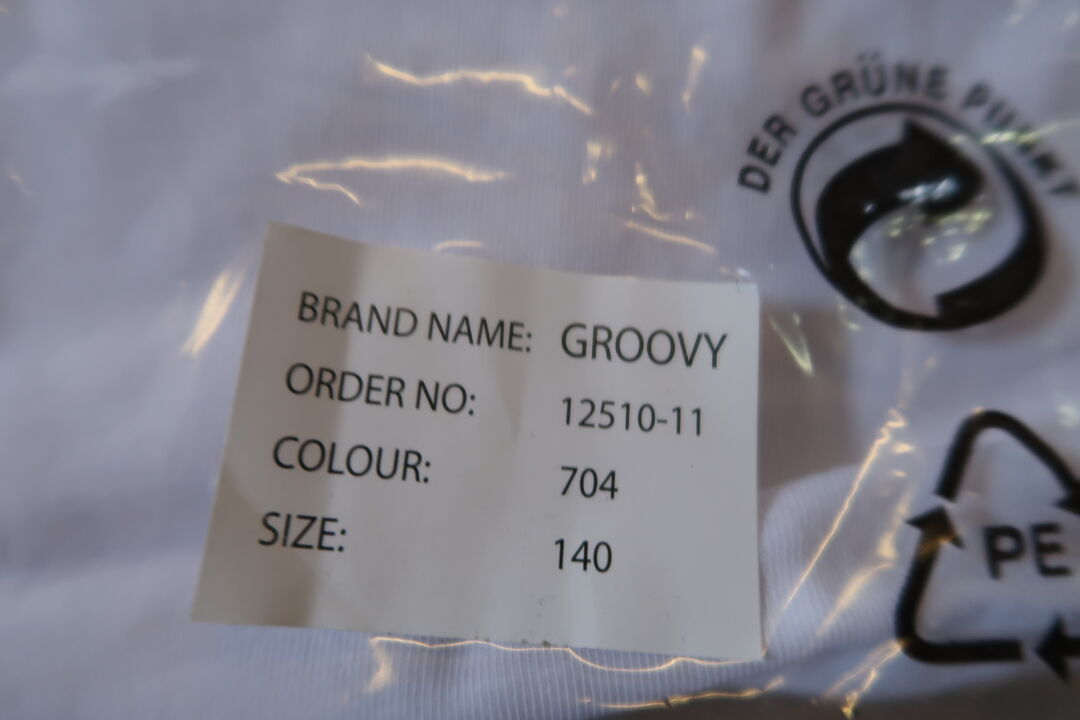 DER GRÜNE PUNKT
BRAND NAME: GROOVY
ORDER NO: 12510-11
COLOUR: 704
SIZE: 140
PE